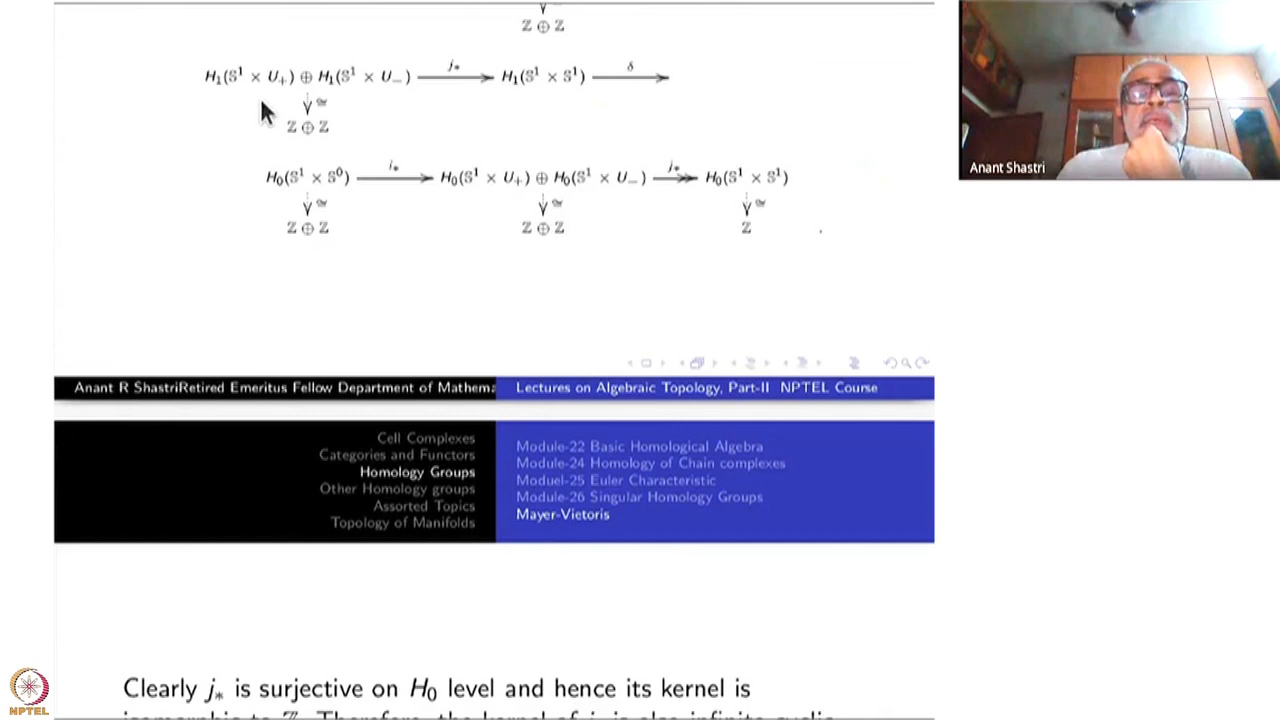 ℤ ⊕ ℤ
H₁(𝕊¹ × U₊) ⊕ H₁(𝕊¹ × U₋) —j*→ H₁(𝕊¹ × 𝕊¹) —δ→
≅
ℤ ⊕ ℤ
H₀(𝕊¹ × S⁰) —i*→ H₀(𝕊¹ × U₊) ⊕ H₀(𝕊¹ × U₋) —j*↠ H₀(𝕊¹ × 𝕊¹)
≅ ≅ ≅
ℤ ⊕ ℤ ℤ ⊕ ℤ ℤ .
Anant Shastri
Anant R ShastriRetired Emeritus Fellow Department of Mathema
Lectures on Algebraic Topology, Part-II NPTEL Course
Cell Complexes
Categories and Functors
Homology Groups
Other Homology groups
Assorted Topics
Topology of Manifolds
Module-22 Basic Homological Algebra
Module-24 Homology of Chain complexes
Moduel-25 Euler Characteristic
Module-26 Singular Homology Groups
Mayer-Vietoris
Clearly j* is surjective on H₀ level and hence its kernel is
NPTEL